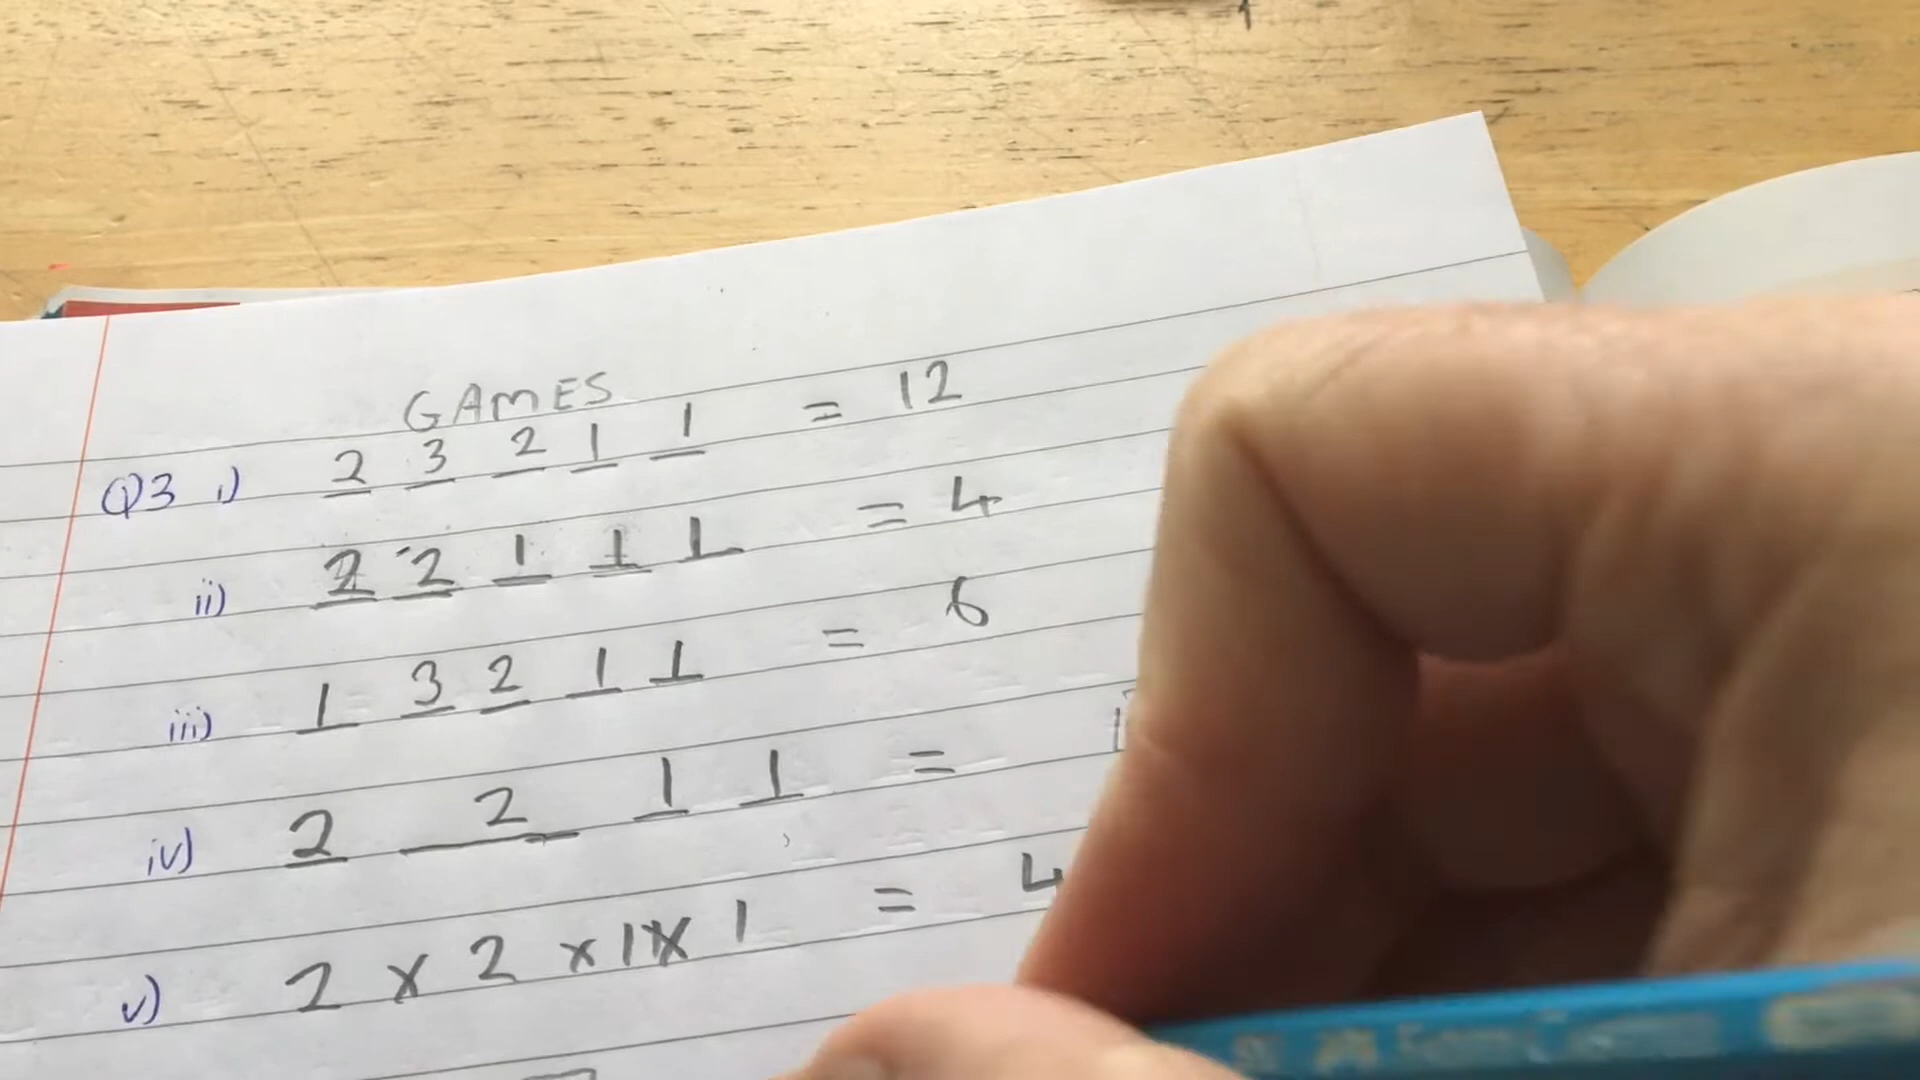 GAMES
Q3 i) 2 3 2 1 1 = 12
ii) 2 2 1 1 1 = 4
iii) 1 3 2 1 1 = 6
iv) 2 2 1 1 =
v) 2 x 2 x 1 x 1 = 4